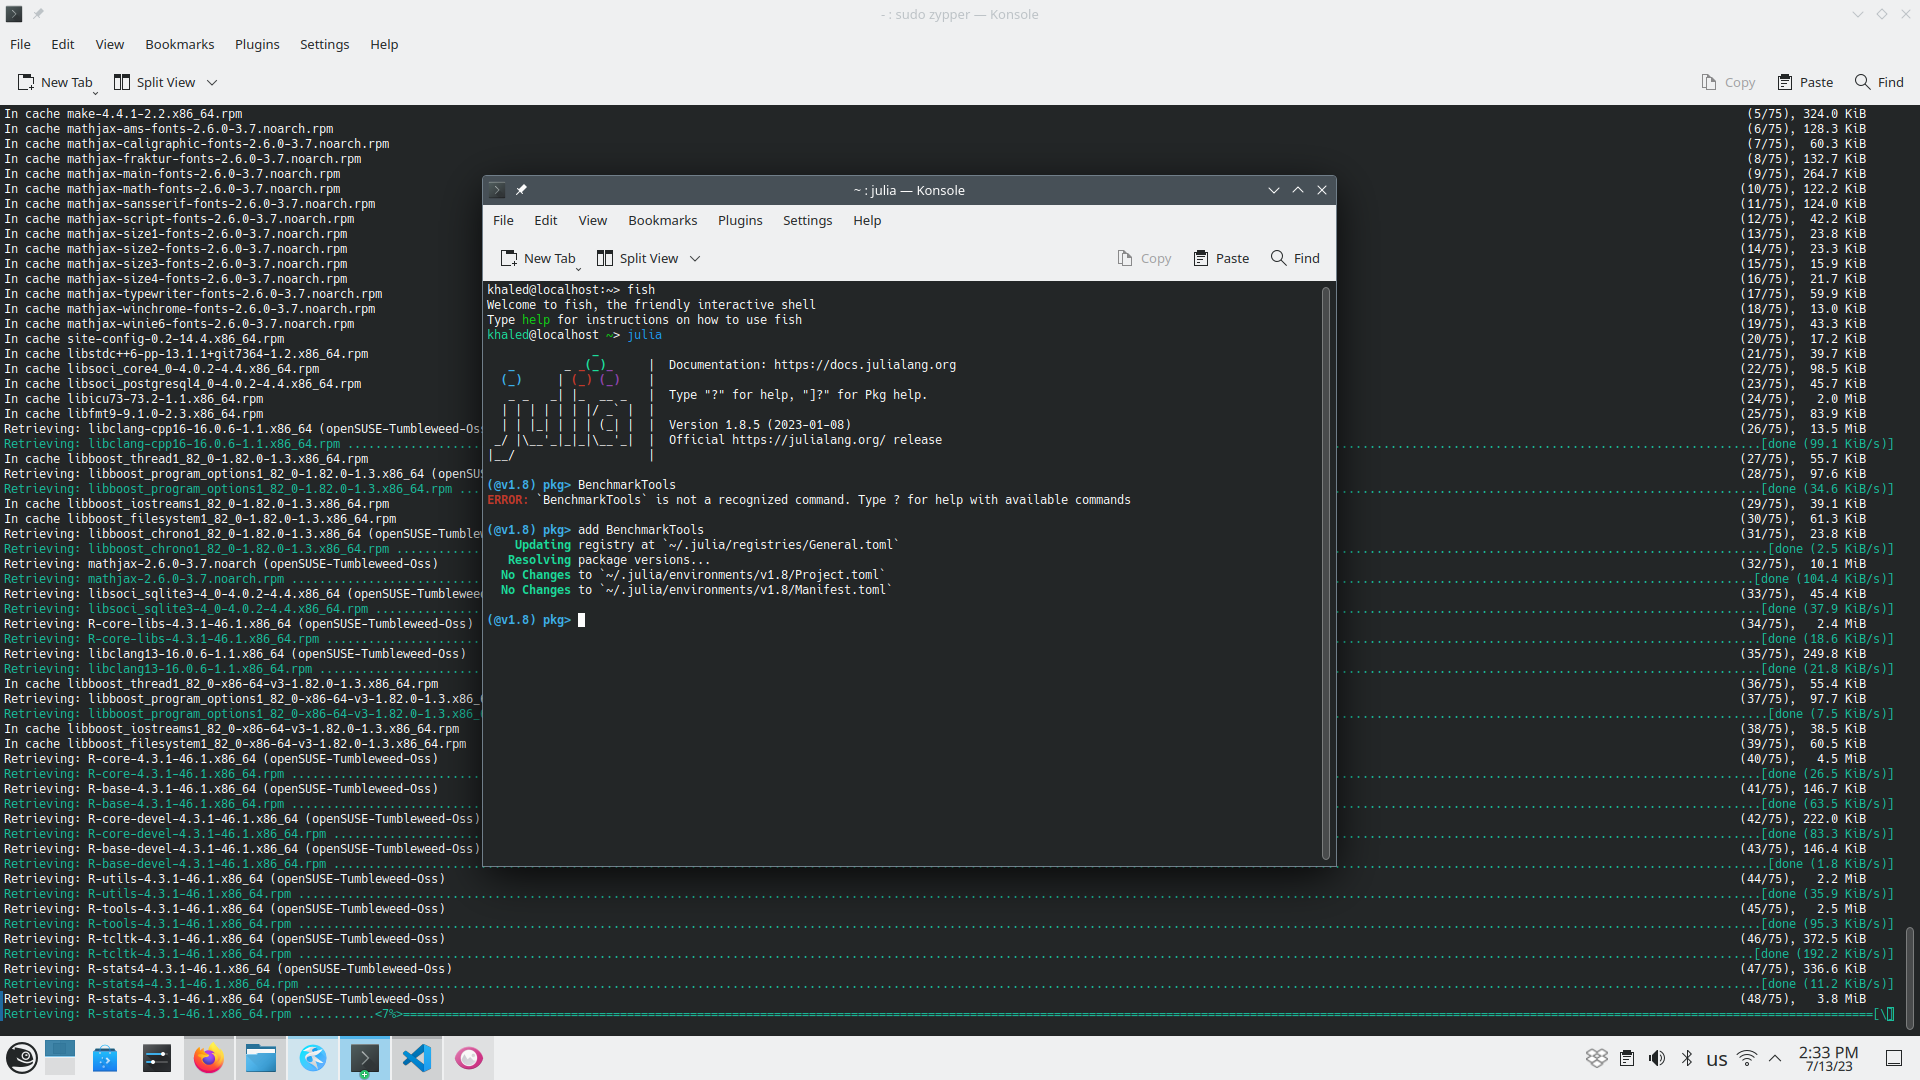 - : sudo zypper — Konsole
File Edit View Bookmarks Plugins Settings Help
New Tab Split View Copy Paste Find
In cache make-4.4.1-2.2.x86_64.rpm (5/75), 324.0 KiB
In cache mathjax-ams-fonts-2.6.0-3.7.noarch.rpm (6/75), 128.3 KiB
In cache mathjax-caligraphic-fonts-2.6.0-3.7.noarch.rpm (7/75), 60.3 KiB
In cache mathjax-fraktur-fonts-2.6.0-3.7.noarch.rpm (8/75), 132.7 KiB
In cache mathjax-main-fonts-2.6.0-3.7.noarch.rpm (9/75), 264.7 KiB
In cache mathjax-math-fonts-2.6.0-3.7.noarch.rpm (10/75), 122.2 KiB
In cache mathjax-sansserif-fonts-2.6.0-3.7.noarch.rpm (11/75), 124.0 KiB
In cache mathjax-script-fonts-2.6.0-3.7.noarch.rpm (12/75), 42.2 KiB
In cache mathjax-size1-fonts-2.6.0-3.7.noarch.rpm (13/75), 23.8 KiB
In cache mathjax-size2-fonts-2.6.0-3.7.noarch.rpm (14/75), 23.3 KiB
In cache mathjax-size3-fonts-2.6.0-3.7.noarch.rpm (15/75), 15.9 KiB
In cache mathjax-size4-fonts-2.6.0-3.7.noarch.rpm (16/75), 21.7 KiB
In cache mathjax-typewriter-fonts-2.6.0-3.7.noarch.rpm (17/75), 59.9 KiB
In cache mathjax-winchrome-fonts-2.6.0-3.7.noarch.rpm (18/75), 13.0 KiB
In cache mathjax-winie6-fonts-2.6.0-3.7.noarch.rpm (19/75), 43.3 KiB
In cache site-config-0.2-14.4.x86_64.rpm (20/75), 17.2 KiB
In cache libstdc++6-pp-13.1.1+git7364-1.2.x86_64.rpm (21/75), 39.7 KiB
In cache libsoci_core4_0-4.0.2-4.4.x86_64.rpm (22/75), 98.5 KiB
In cache libsoci_postgresql4_0-4.0.2-4.4.x86_64.rpm (23/75), 45.7 KiB
In cache libicu73-73.2-1.1.x86_64.rpm (24/75), 2.0 MiB
In cache libfmt9-9.1.0-2.3.x86_64.rpm (25/75), 83.9 KiB
Retrieving: libclang-cpp16-16.0.6-1.1.x86_64 (openSUSE-Tumbleweed-Os (26/75), 13.5 MiB
Retrieving: libclang-cpp16-16.0.6-1.1.x86_64.rpm ...[done (99.1 KiB/s)]
In cache libboost_thread1_82_0-1.82.0-1.3.x86_64.rpm (27/75), 55.7 KiB
Retrieving: libboost_program_options1_82_0-1.82.0-1.3.x86_64 (openSU (28/75), 97.6 KiB
Retrieving: libboost_program_options1_82_0-1.82.0-1.3.x86_64.rpm ...[done (34.6 KiB/s)]
In cache libboost_iostreams1_82_0-1.82.0-1.3.x86_64.rpm (29/75), 39.1 KiB
In cache libboost_filesystem1_82_0-1.82.0-1.3.x86_64.rpm (30/75), 61.3 KiB
Retrieving: libboost_chrono1_82_0-1.82.0-1.3.x86_64 (openSUSE-Tumble (31/75), 23.8 KiB
Retrieving: libboost_chrono1_82_0-1.82.0-1.3.x86_64.rpm ...[done (2.5 KiB/s)]
Retrieving: mathjax-2.6.0-3.7.noarch (openSUSE-Tumbleweed-Oss) (32/75), 10.1 MiB
Retrieving: mathjax-2.6.0-3.7.noarch.rpm ...[done (104.4 KiB/s)]
Retrieving: libsoci_sqlite3-4_0-4.0.2-4.4.x86_64 (openSUSE-Tumblewee (33/75), 45.4 KiB
Retrieving: libsoci_sqlite3-4_0-4.0.2-4.4.x86_64.rpm ...[done (37.9 KiB/s)]
Retrieving: R-core-libs-4.3.1-46.1.x86_64 (openSUSE-Tumbleweed-Oss) (34/75), 2.4 MiB
Retrieving: R-core-libs-4.3.1-46.1.x86_64.rpm ...[done (18.6 KiB/s)]
Retrieving: libclang13-16.0.6-1.1.x86_64 (openSUSE-Tumbleweed-Oss) (35/75), 249.8 KiB
Retrieving: libclang13-16.0.6-1.1.x86_64.rpm ...[done (21.8 KiB/s)]
In cache libboost_thread1_82_0-x86-64-v3-1.82.0-1.3.x86_64.rpm (36/75), 55.4 KiB
Retrieving: libboost_program_options1_82_0-x86-64-v3-1.82.0-1.3.x86_ (37/75), 97.7 KiB
Retrieving: libboost_program_options1_82_0-x86-64-v3-1.82.0-1.3.x86_ ...[done (7.5 KiB/s)]
In cache libboost_iostreams1_82_0-x86-64-v3-1.82.0-1.3.x86_64.rpm (38/75), 38.5 KiB
In cache libboost_filesystem1_82_0-x86-64-v3-1.82.0-1.3.x86_64.rpm (39/75), 60.5 KiB
Retrieving: R-core-4.3.1-46.1.x86_64 (openSUSE-Tumbleweed-Oss) (40/75), 4.5 MiB
Retrieving: R-core-4.3.1-46.1.x86_64.rpm ...[done (26.5 KiB/s)]
Retrieving: R-base-4.3.1-46.1.x86_64 (openSUSE-Tumbleweed-Oss) (41/75), 146.7 KiB
Retrieving: R-base-4.3.1-46.1.x86_64.rpm ...[done (63.5 KiB/s)]
Retrieving: R-core-devel-4.3.1-46.1.x86_64 (openSUSE-Tumbleweed-Oss) (42/75), 222.0 KiB
Retrieving: R-core-devel-4.3.1-46.1.x86_64.rpm ...[done (83.3 KiB/s)]
Retrieving: R-base-devel-4.3.1-46.1.x86_64 (openSUSE-Tumbleweed-Oss) (43/75), 146.4 KiB
Retrieving: R-base-devel-4.3.1-46.1.x86_64.rpm ...[done (1.8 KiB/s)]
Retrieving: R-utils-4.3.1-46.1.x86_64 (openSUSE-Tumbleweed-Oss) (44/75), 2.2 MiB
Retrieving: R-utils-4.3.1-46.1.x86_64.rpm ...[done (35.9 KiB/s)]
Retrieving: R-tools-4.3.1-46.1.x86_64 (openSUSE-Tumbleweed-Oss) (45/75), 2.5 MiB
Retrieving: R-tools-4.3.1-46.1.x86_64.rpm ...[done (95.3 KiB/s)]
Retrieving: R-tcltk-4.3.1-46.1.x86_64 (openSUSE-Tumbleweed-Oss) (46/75), 372.5 KiB
Retrieving: R-tcltk-4.3.1-46.1.x86_64.rpm ...[done (192.2 KiB/s)]
Retrieving: R-stats4-4.3.1-46.1.x86_64 (openSUSE-Tumbleweed-Oss) (47/75), 336.6 KiB
Retrieving: R-stats4-4.3.1-46.1.x86_64.rpm ...[done (11.2 KiB/s)]
Retrieving: R-stats-4.3.1-46.1.x86_64 (openSUSE-Tumbleweed-Oss) (48/75), 3.8 MiB
Retrieving: R-stats-4.3.1-46.1.x86_64.rpm ...........<7%>===[\]
~ : julia — Konsole
File Edit View Bookmarks Plugins Settings Help
New Tab Split View Copy Paste Find
khaled@localhost:~> fish
Welcome to fish, the friendly interactive shell
Type help for instructions on how to use fish
khaled@localhost ~> julia
               _
   _       _ _(_)_     |  Documentation: https://docs.julialang.org
  (_)     | (_) (_)    |
   _ _   _| |_  __ _   |  Type "?" for help, "]?" for Pkg help.
  | | | | | | |/ _` |  |
  | | |_| | | | (_| |  |  Version 1.8.5 (2023-01-08)
 _/ |\__'_|_|_|\__'_|  |  Official https://julialang.org/ release
|__/                   |
(@v1.8) pkg> BenchmarkTools
ERROR: `BenchmarkTools` is not a recognized command. Type ? for help with available commands
(@v1.8) pkg> add BenchmarkTools
    Updating registry at `~/.julia/registries/General.toml`
   Resolving package versions...
  No Changes to `~/.julia/environments/v1.8/Project.toml`
  No Changes to `~/.julia/environments/v1.8/Manifest.toml`
(@v1.8) pkg>
us 2:33 PM
7/13/23